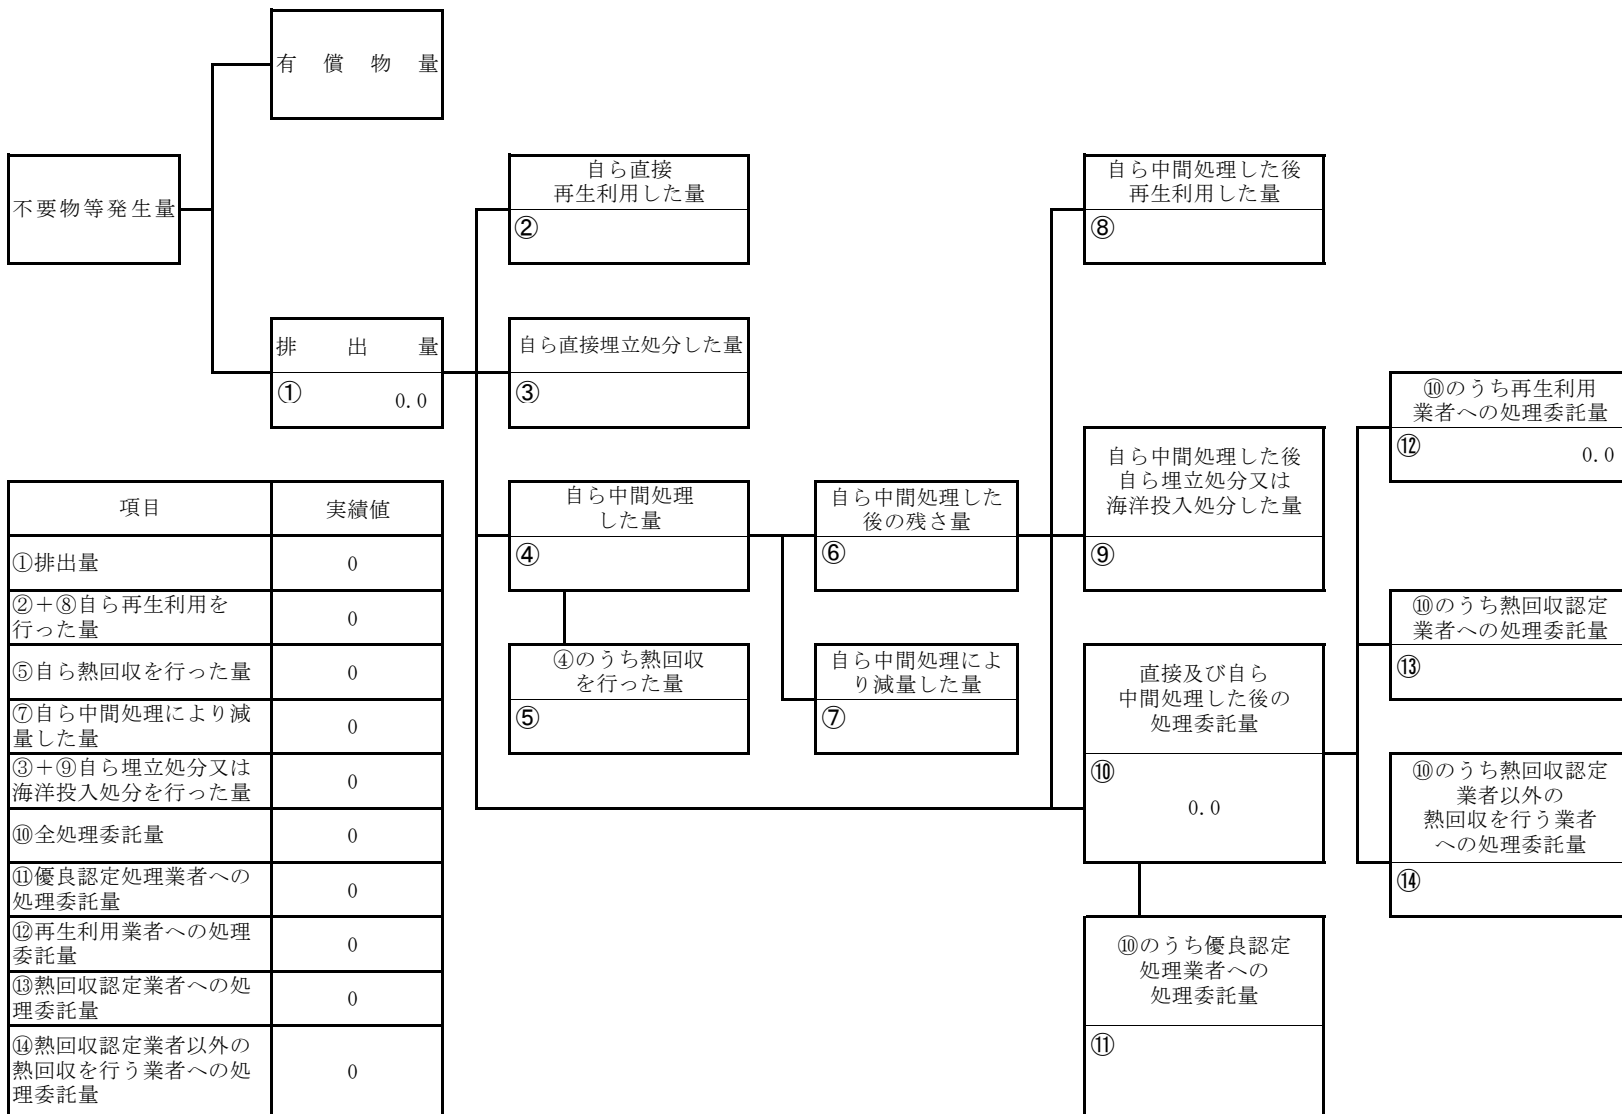 有償物量
不要物等発生量
排出量
①
0.0
自ら直接
再生利用した量
②
自ら直接埋立処分した量
③
自ら中間処理
した量
④
④のうち熱回収
を行った量
⑤
自ら中間処理した
後の残さ量
⑥
自ら中間処理によ
り減量した量
⑦
自ら中間処理した後
再生利用した量
⑧
自ら中間処理した後
自ら埋立処分又は
海洋投入処分した量
⑨
直接及び自ら
中間処理した後の
処理委託量
⑩
0.0
⑩のうち優良認定
処理業者への
処理委託量
⑪
⑩のうち再生利用
業者への処理委託量
⑫
0.0
⑩のうち熱回収認定
業者への処理委託量
⑬
⑩のうち熱回収認定
業者以外の
熱回収を行う業者
への処理委託量
⑭
項目 実績値
①排出量 0
②+⑧自ら再生利用を
行った量 0
⑤自ら熱回収を行った量 0
⑦自ら中間処理により減
量した量 0
③+⑨自ら埋立処分又は
海洋投入処分を行った量 0
⑩全処理委託量 0
⑪優良認定処理業者への
処理委託量 0
⑫再生利用業者への処理
委託量 0
⑬熱回収認定業者への処
理委託量 0
⑭熱回収認定業者以外の
熱回収を行う業者への処
理委託量 0